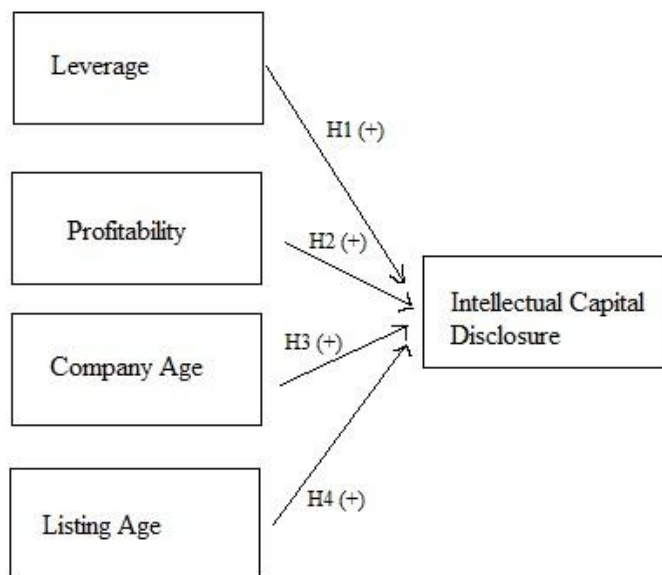 Leverage
H1 (+)
Profitability
H2 (+)
Intellectual Capital
Disclosure
H3 (+)
Company Age
H4 (+)
Listing Age